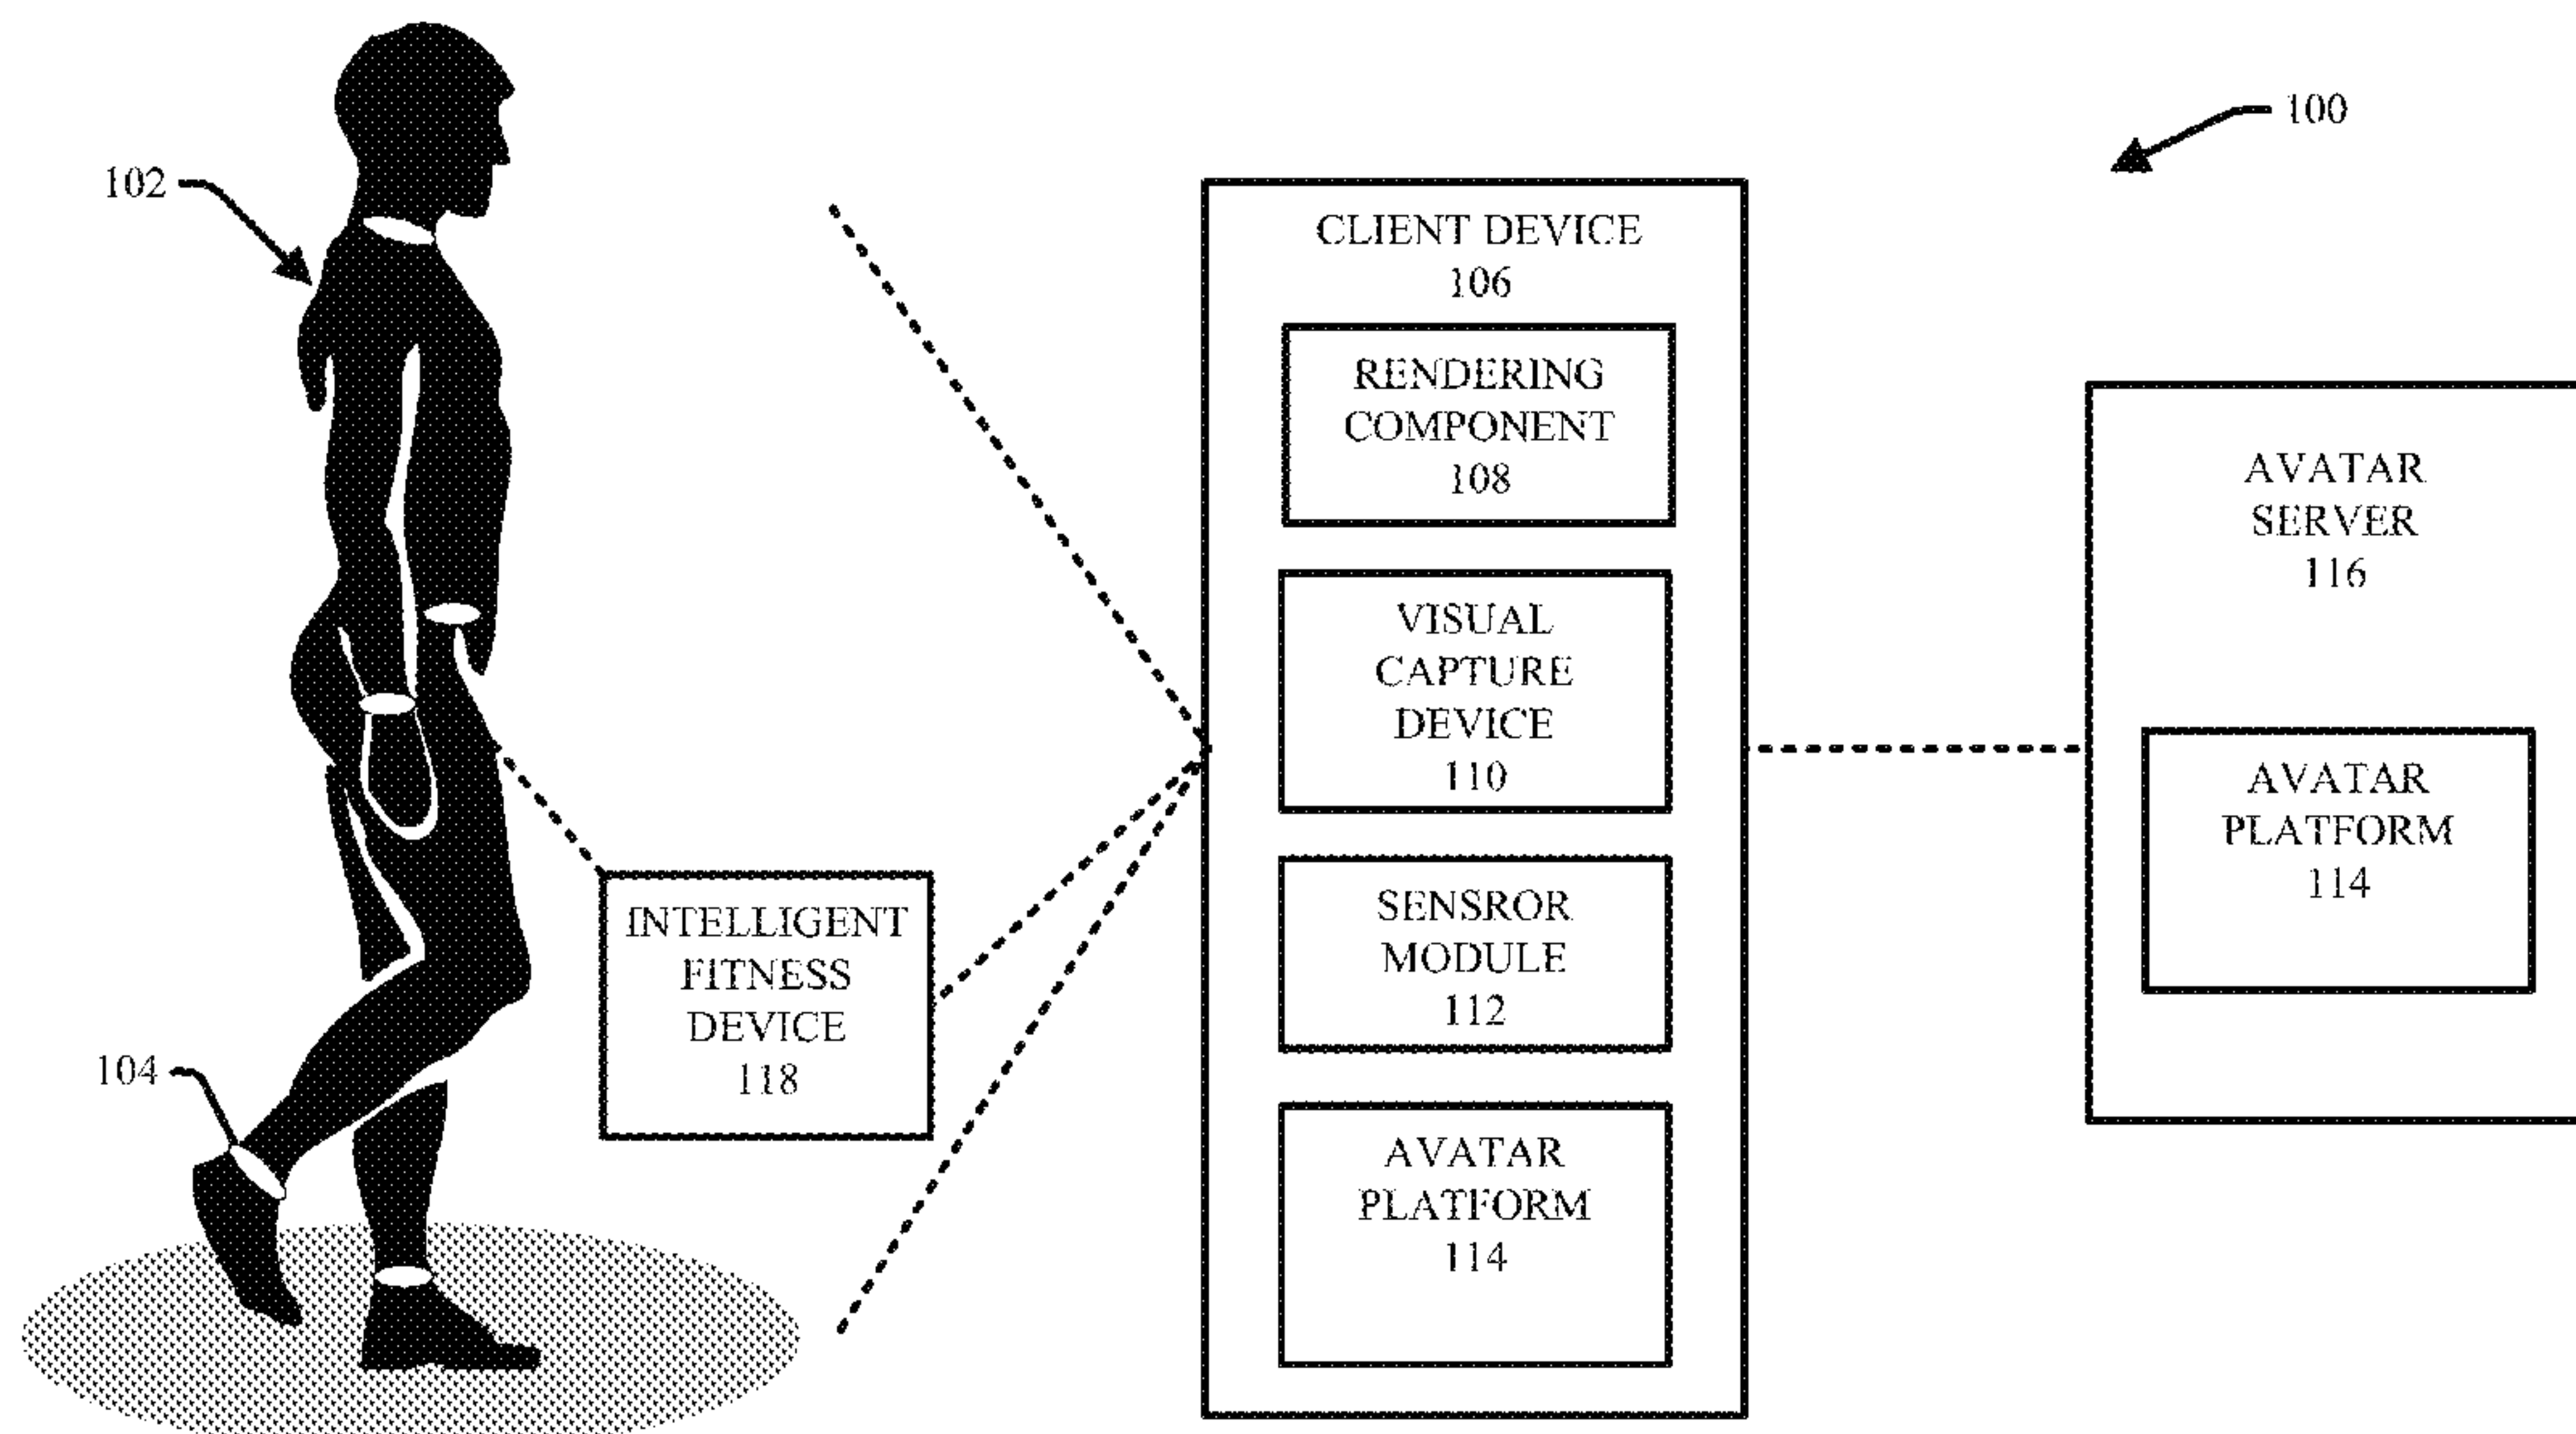 100
102
CLIENT DEVICE
106
RENDERING
COMPONENT
108
VISUAL
CAPTURE
DEVICE
110
SENSROR
MODULE
112
AVATAR
PLATFORM
114
AVATAR
SERVER
116
AVATAR
PLATFORM
114
INTELLIGENT
FITNESS
DEVICE
118
104